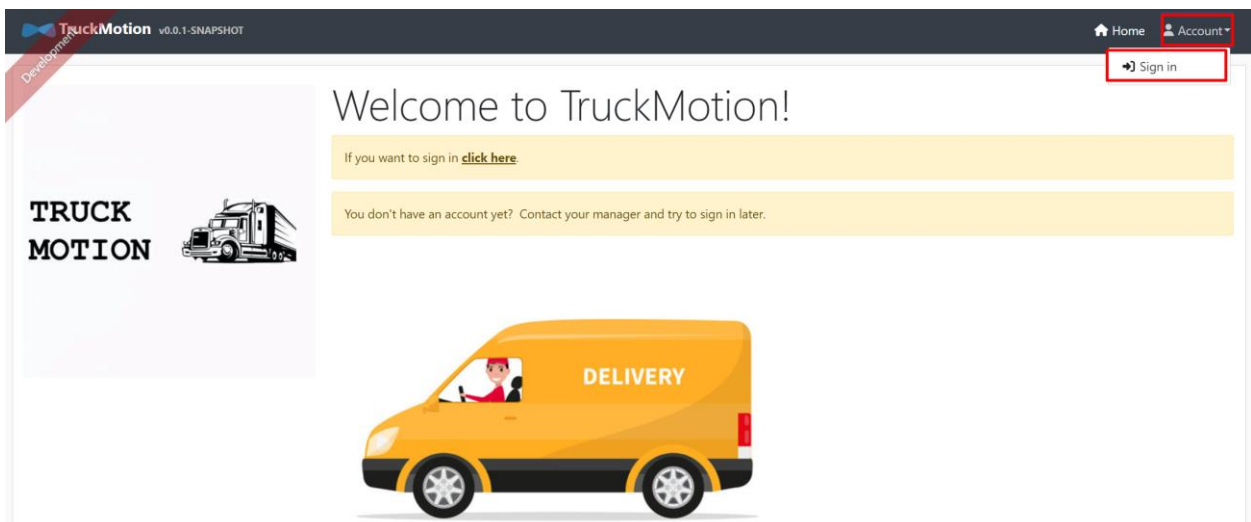 TruckMotion v0.0.1-SNAPSHOT
Home Account
Development
Sign in
Welcome to TruckMotion!
If you want to sign in click here.
You don't have an account yet? Contact your manager and try to sign in later.
TRUCK
MOTION
DELIVERY